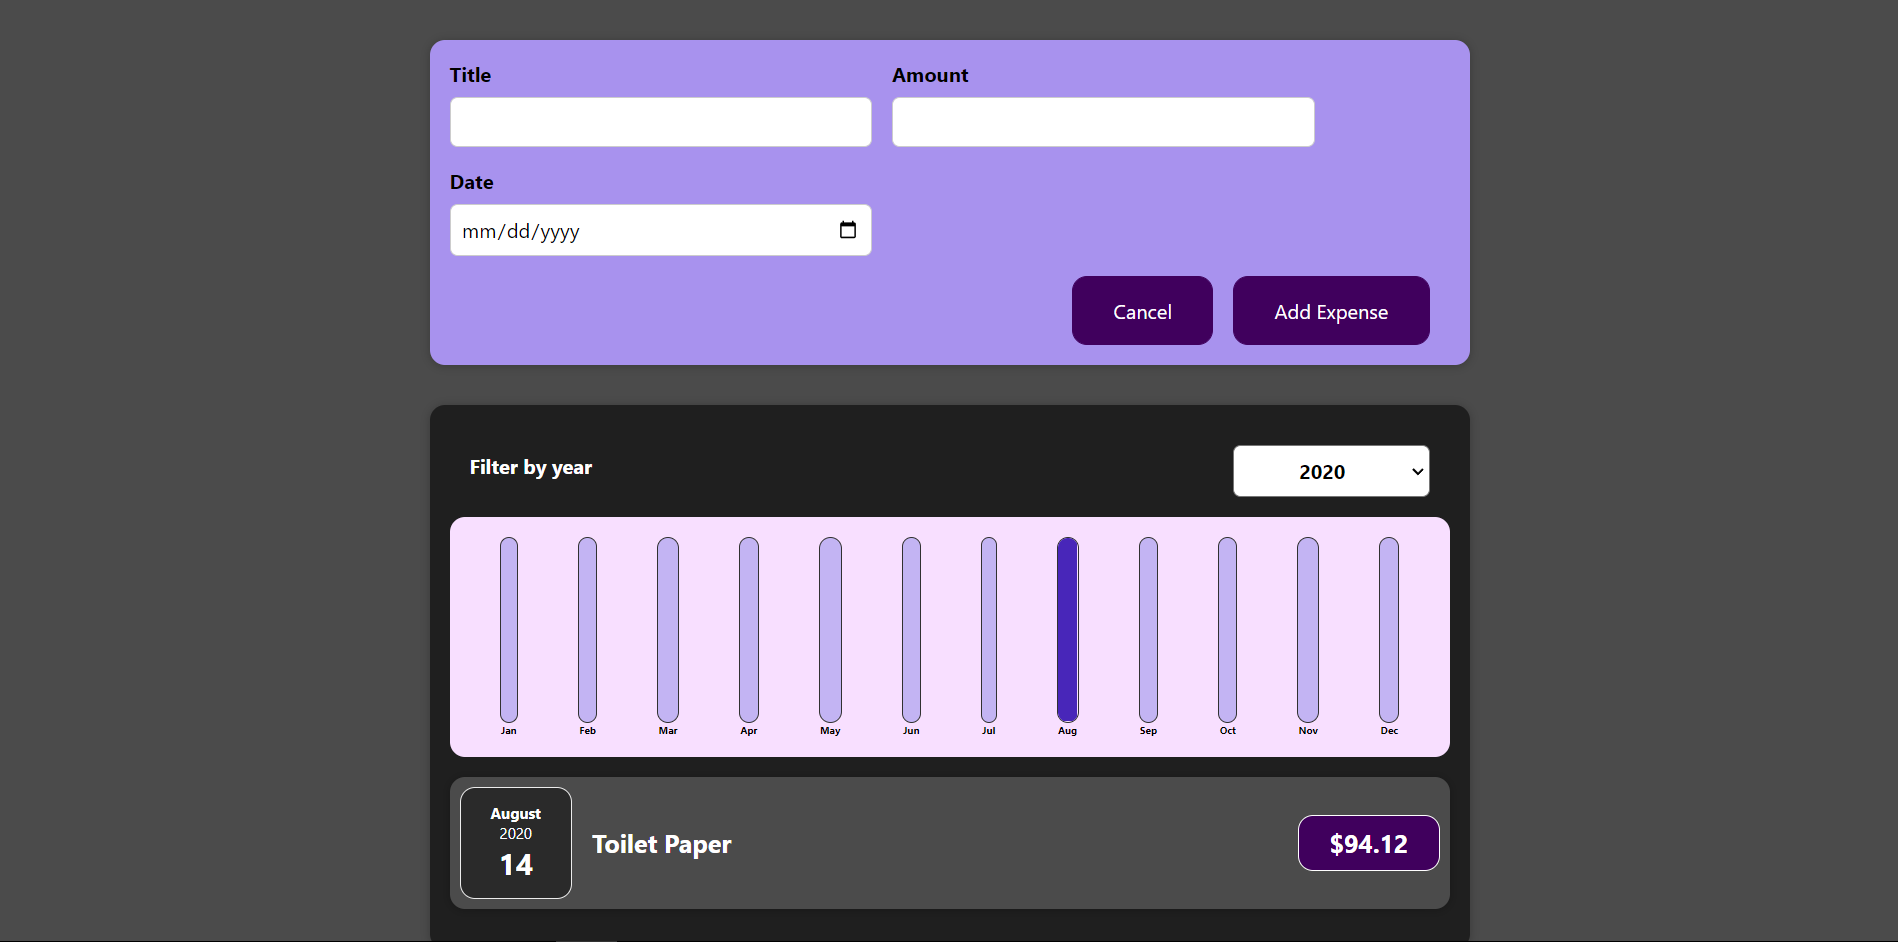 Title Amount
Date
mm/dd/yyyy
Cancel Add Expense
Filter by year 2020
Jan Feb Mar Apr May Jun Jul Aug Sep Oct Nov Dec
August
2020
14
Toilet Paper
$94.12